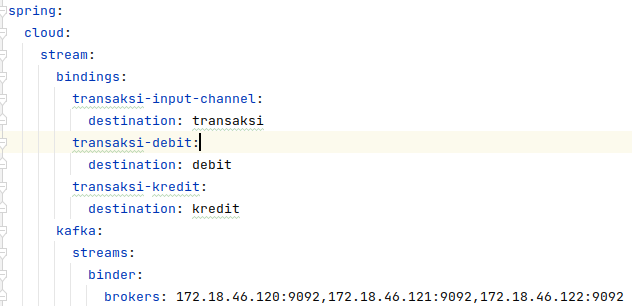 spring:
  cloud:
    stream:
      bindings:
        transaksi-input-channel:
          destination: transaksi
        transaksi-debit:
          destination: debit
        transaksi-kredit:
          destination: kredit
      kafka:
        streams:
          binder:
            brokers: 172.18.46.120:9092,172.18.46.121:9092,172.18.46.122:9092